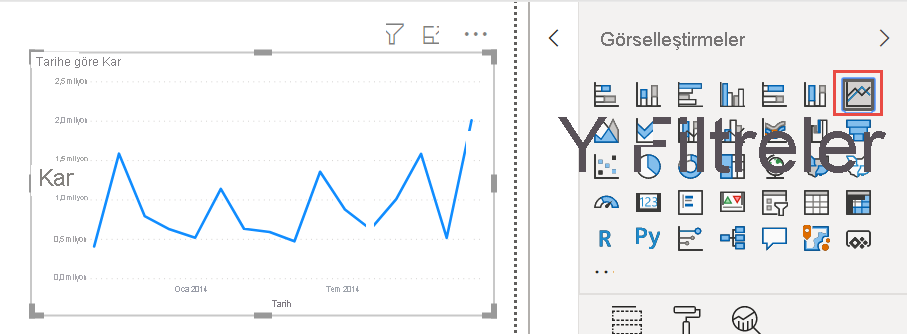 Görselleştirmeler
Tarihe göre Kar
2,5 milyon
2,0 milyon
1,5 milyon
Kar
1,0 milyon
0,5 milyon
0,0 milyon
Oca 2014
Tem 2014
Tarih
Y Filtreler
123
R
Py